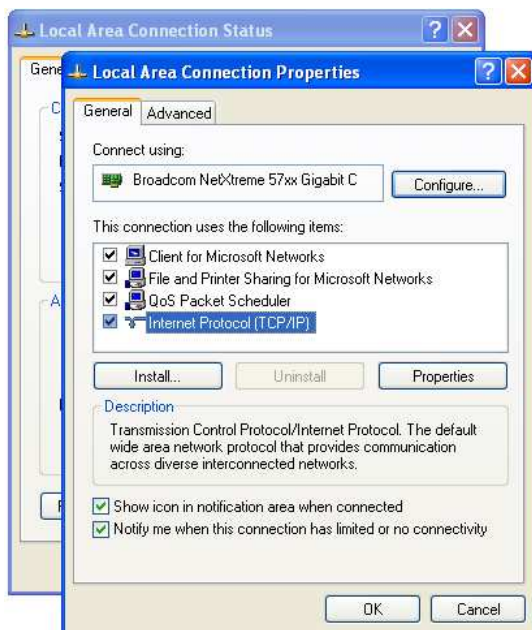 Local Area Connection Status
Local Area Connection Properties
General
Advanced
Connect using:
Broadcom NetXtreme 57xx Gigabit C
Configure...
This connection uses the following items:
Client for Microsoft Networks
File and Printer Sharing for Microsoft Networks
QoS Packet Scheduler
Internet Protocol (TCP/IP)
Install...
Uninstall
Properties
Description
Transmission Control Protocol/Internet Protocol. The default
wide area network protocol that provides communication
across diverse interconnected networks.
Show icon in notification area when connected
Notify me when this connection has limited or no connectivity
OK
Cancel